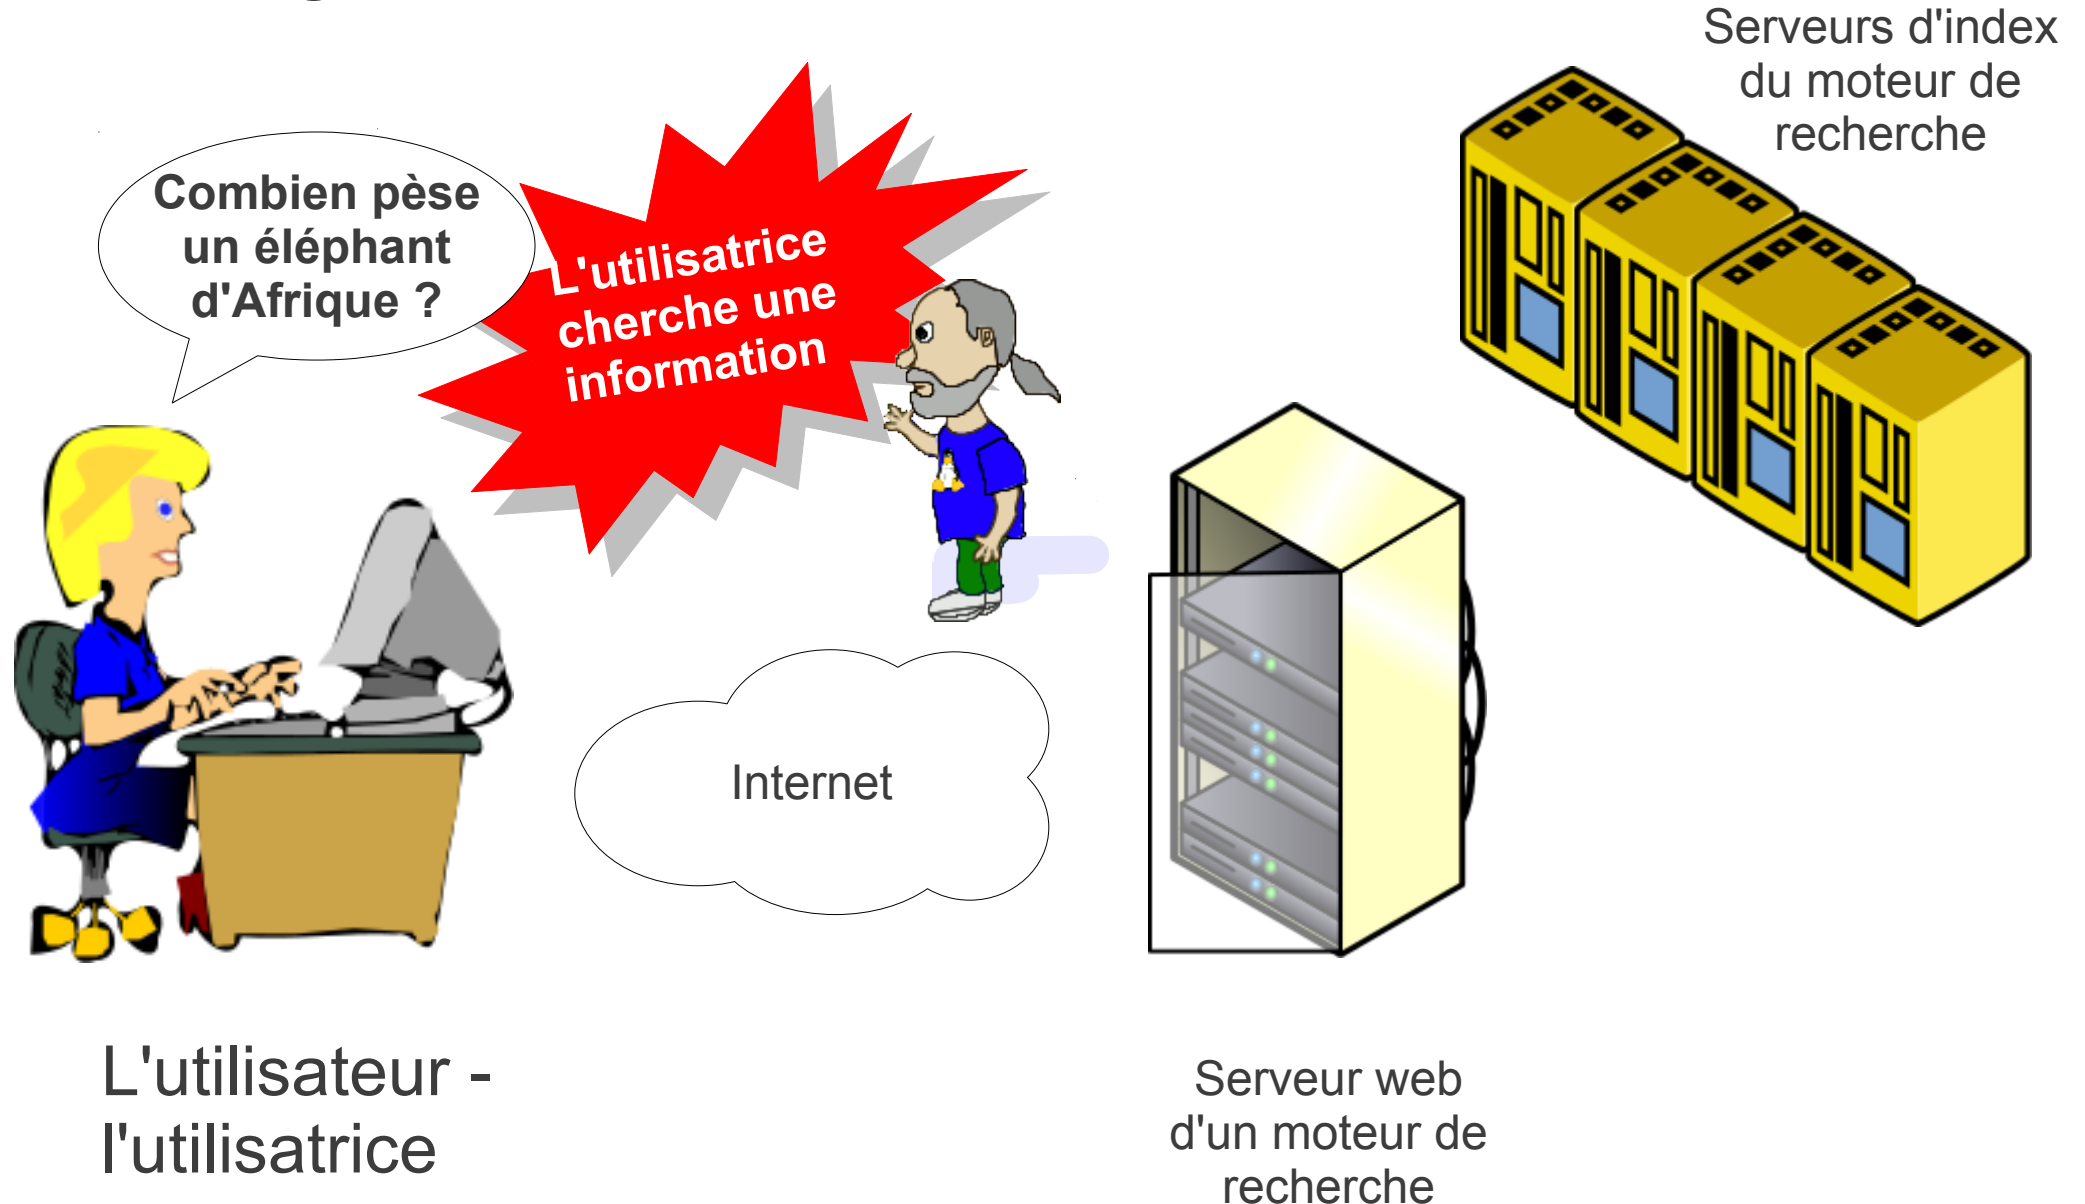 Serveurs d'index
du moteur de
recherche
Combien pèse
un éléphant
d'Afrique ?
L'utilisatrice
cherche une
information
Internet
L'utilisateur -
l'utilisatrice
Serveur web
d'un moteur de
recherche